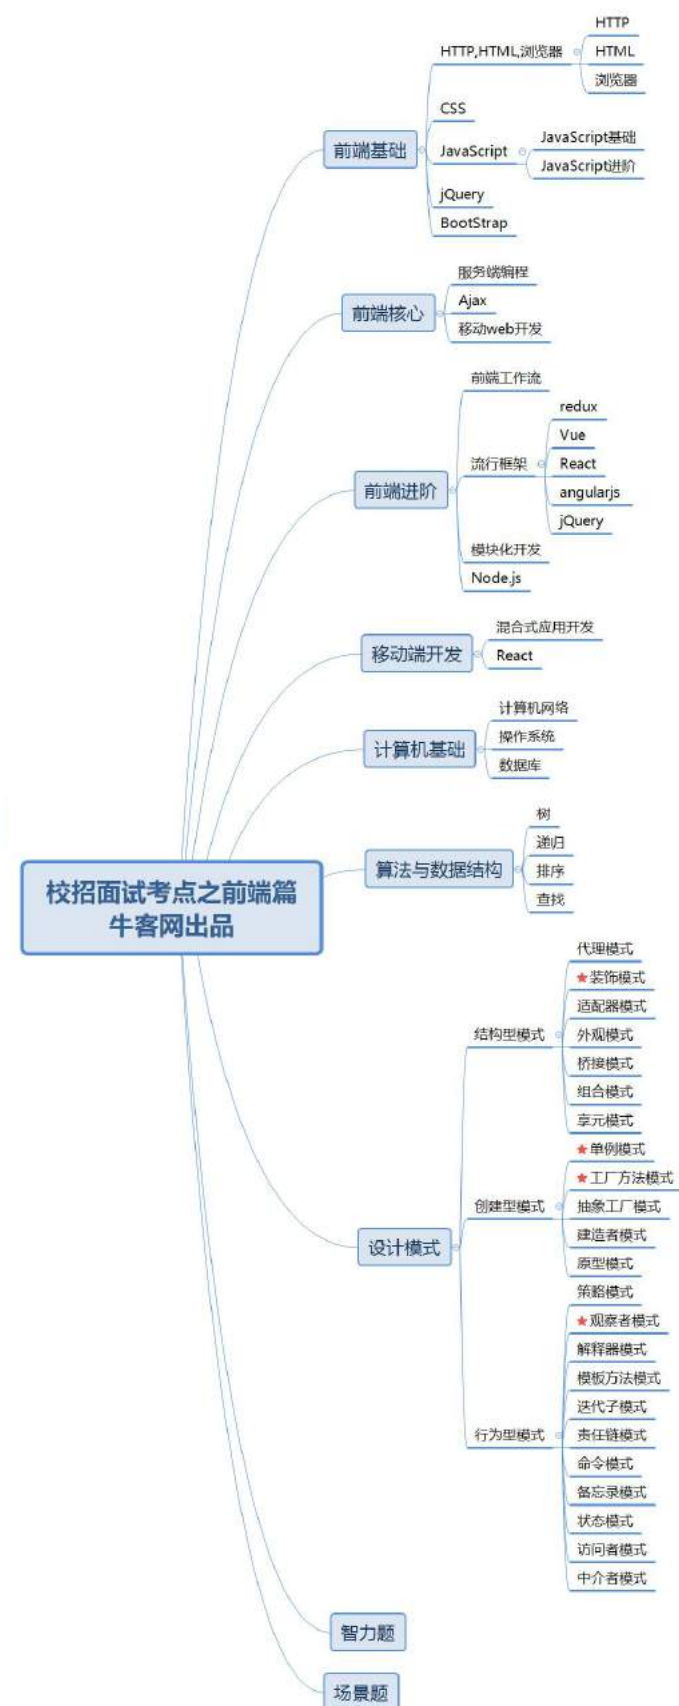 校招面试考点之前端篇
牛客网出品
前端基础
HTTP,HTML,浏览器
HTTP
HTML
浏览器
CSS
JavaScript
JavaScript基础
JavaScript进阶
jQuery
BootStrap
前端核心
服务端编程
Ajax
移动web开发
前端进阶
前端工作流
流行框架
redux
Vue
React
angularjs
jQuery
模块化开发
Node.js
移动端开发
混合式应用开发
React
计算机基础
计算机网络
操作系统
数据库
算法与数据结构
树
递归
排序
查找
设计模式
结构型模式
代理模式
装饰模式
适配器模式
外观模式
桥接模式
组合模式
享元模式
创建型模式
单例模式
工厂方法模式
抽象工厂模式
建造者模式
原型模式
行为型模式
策略模式
观察者模式
解释器模式
模板方法模式
迭代子模式
责任链模式
命令模式
备忘录模式
状态模式
访问者模式
中介者模式
智力题
场景题